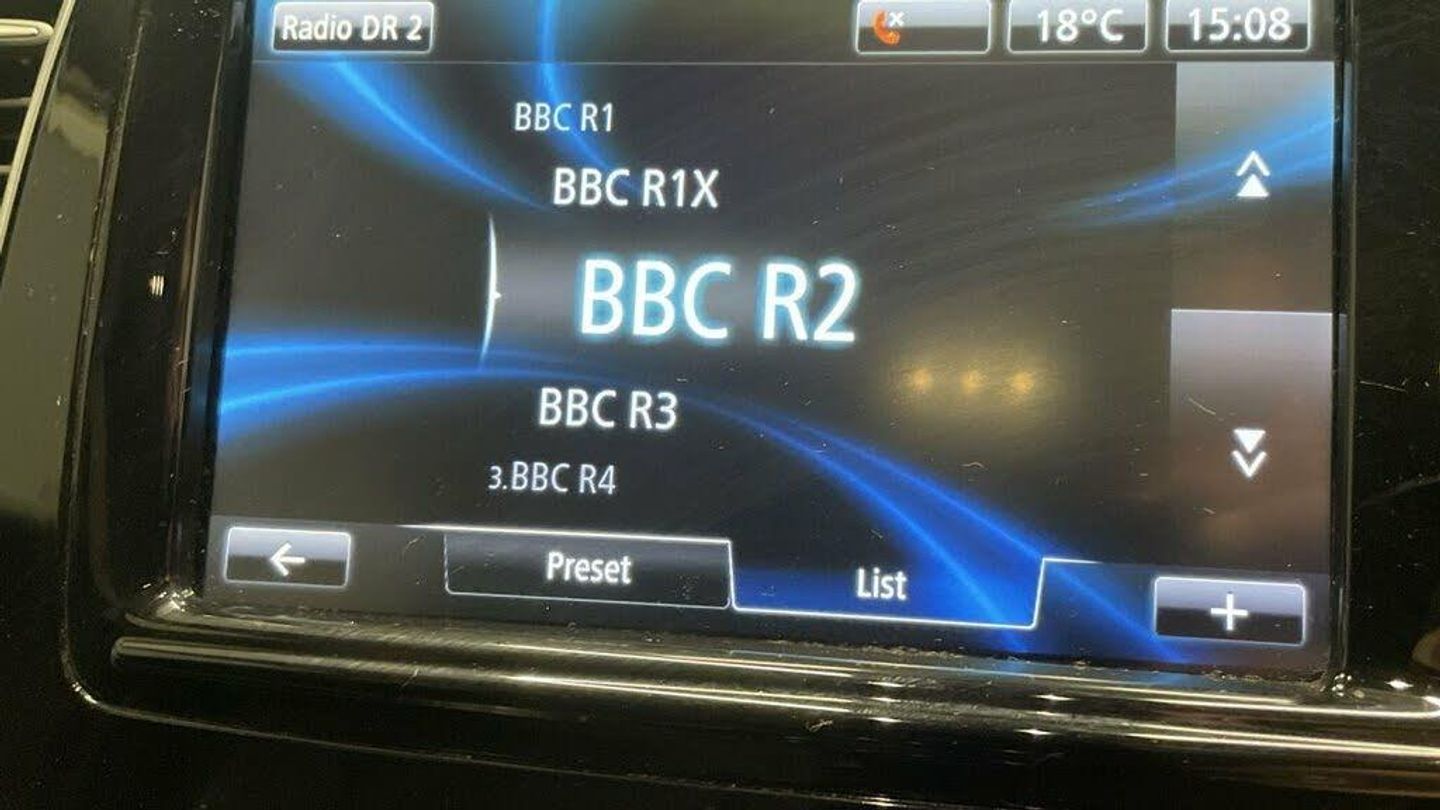 Radio DR 2
18°C
15:08
BBC R1
BBC R1X
BBC R2
BBC R3
3.BBC R4
Preset
List